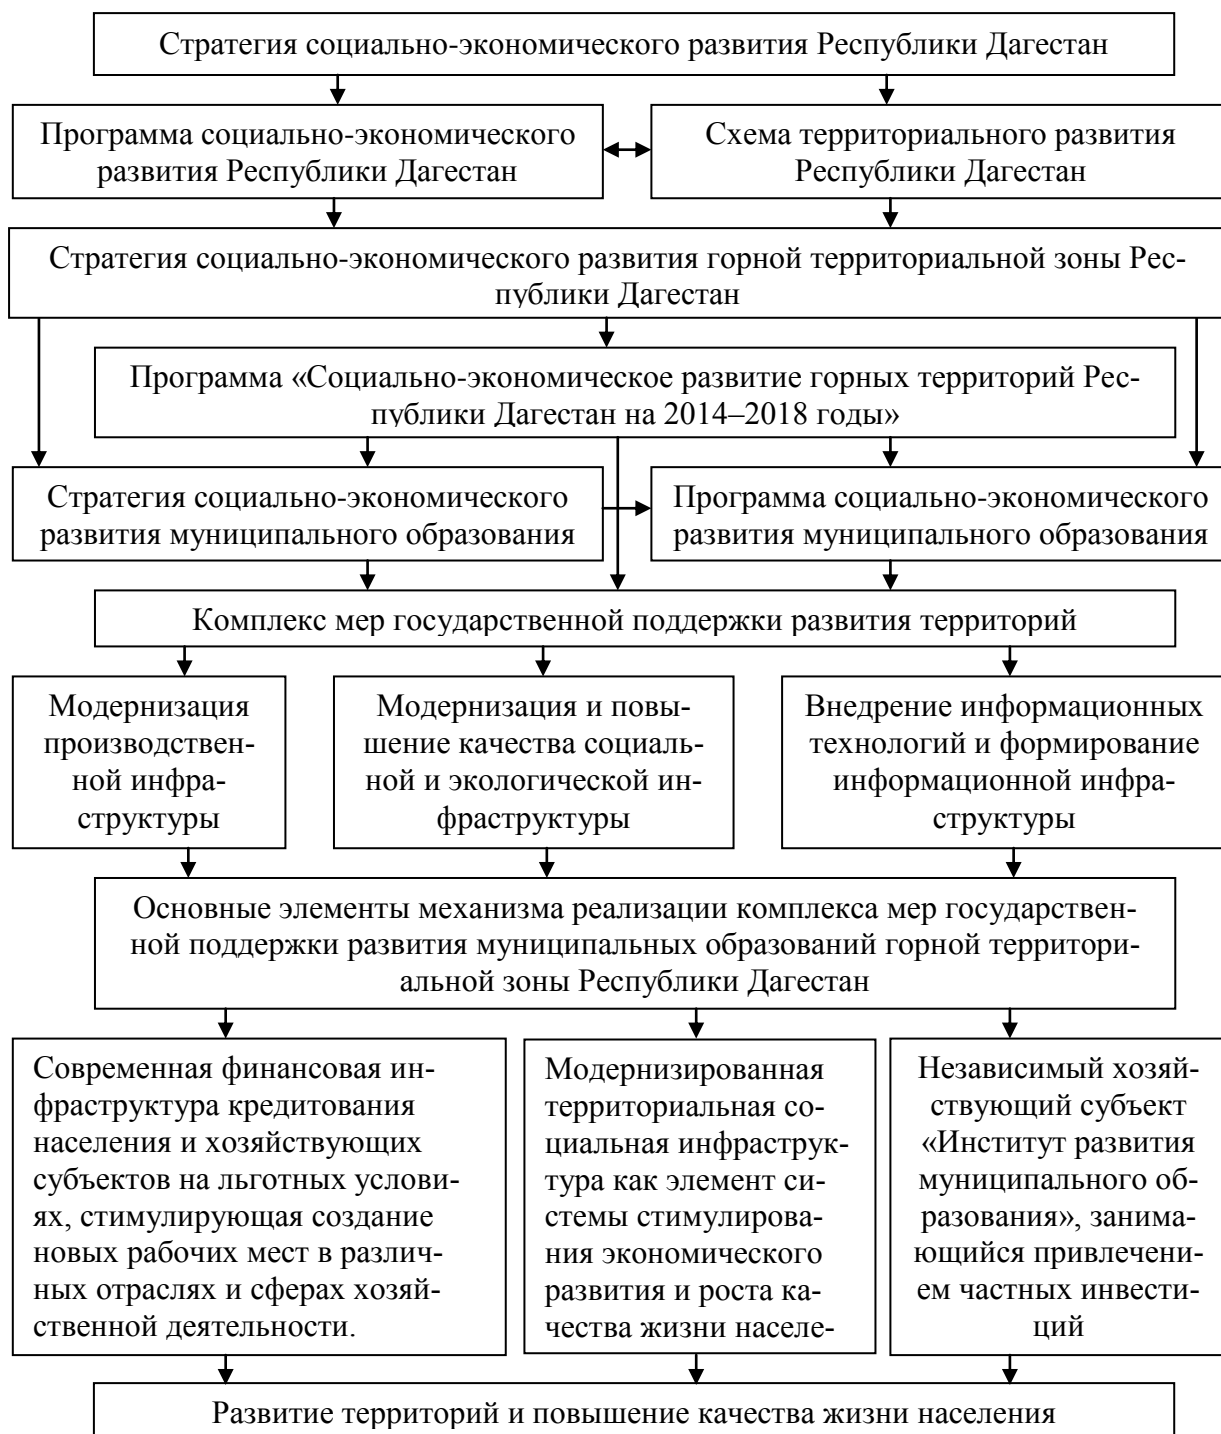 Стратегия социально-экономического развития Республики Дагестан
Программа социально-экономического
развития Республики Дагестан
Схема территориального развития
Республики Дагестан
Стратегия социально-экономического развития горной территориальной зоны Рес-
публики Дагестан
Программа «Социально-экономическое развитие горных территорий Рес-
публики Дагестан на 2014–2018 годы»
Стратегия социально-экономического
развития муниципального образования
Программа социально-экономического
развития муниципального образования
Комплекс мер государственной поддержки развития территорий
Модернизация
производствен-
ной инфра-
структуры
Модернизация и повы-
шение качества социаль-
ной и экологической ин-
фраструктуры
Внедрение информационных
технологий и формирование
информационной инфра-
структуры
Основные элементы механизма реализации комплекса мер государствен-
ной поддержки развития муниципальных образований горной территори-
альной зоны Республики Дагестан
Современная финансовая ин-
фраструктура кредитования
населения и хозяйствующих
субъектов на льготных услови-
ях, стимулирующая создание
новых рабочих мест в различ-
ных отраслях и сферах хозяй-
ственной деятельности.
Модернизированная
территориальная со-
циальная инфраструк-
тура как элемент си-
стемы стимулирова-
ния экономического
развития и роста ка-
чества жизни населе-
Независимый хозяй-
ствующий субъект
«Институт развития
муниципального об-
разования», занима-
ющийся привлечени-
ем частных инвести-
ций
Развитие территорий и повышение качества жизни населения